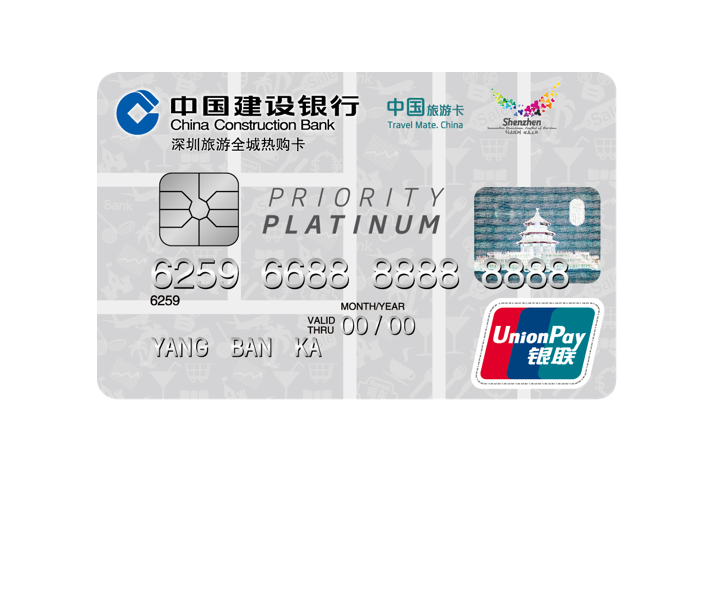 中国建设银行
China Construction Bank
深圳旅游全城热购卡
中国旅游卡
Travel Mate. China
Shenzhen
PRIORITY
PLATINUM
6259 6688 8888 8888
6259
MONTH/YEAR
VALID
THRU 00/00
YANG BAN KA
UnionPay
银联
Bank